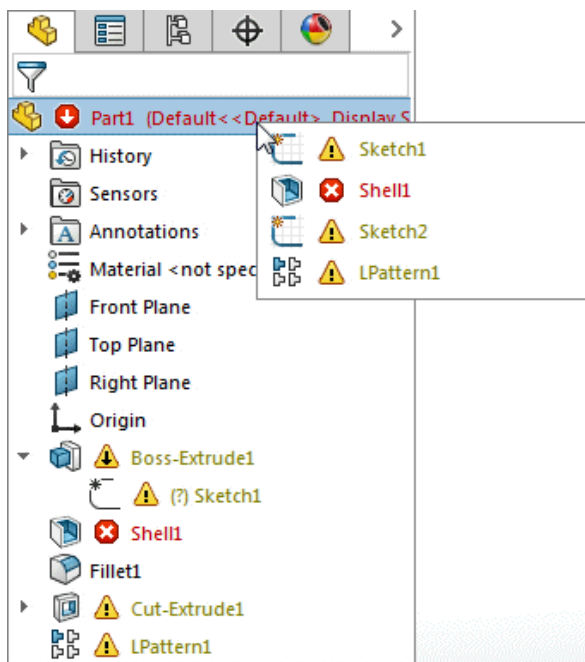 Part1 (Default<<Default>_Display S
Sketch1
Shell1
Sketch2
LPattern1
History
Sensors
A Annotations
Material <not spec
Front Plane
Top Plane
Right Plane
Origin
Boss-Extrude1
(?) Sketch1
Shell1
Fillet1
Cut-Extrude1
LPattern1